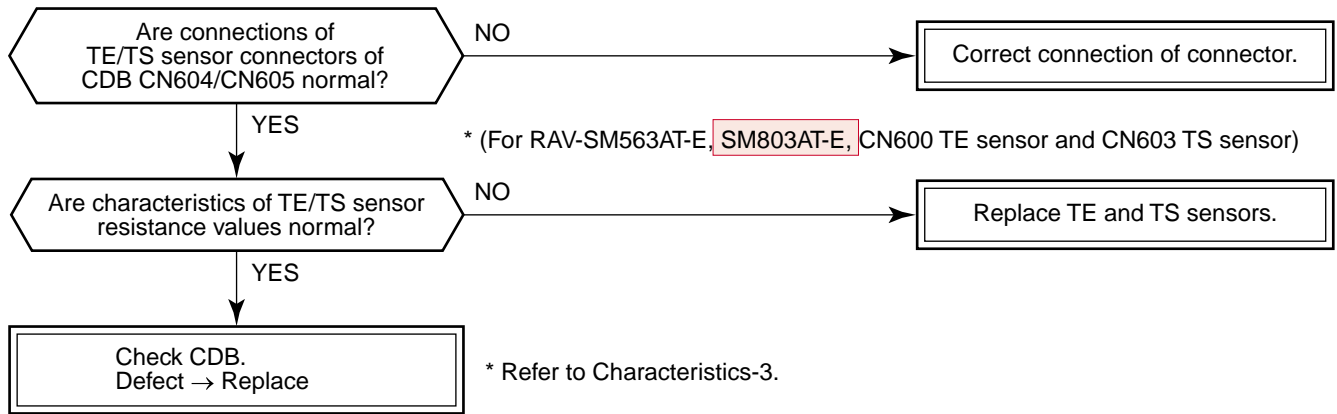 Are connections of
TE/TS sensor connectors of
CDB CN604/CN605 normal?
NO
Correct connection of connector.
YES
* (For RAV-SM563AT-E, SM803AT-E, CN600 TE sensor and CN603 TS sensor)
Are characteristics of TE/TS sensor
resistance values normal?
NO
Replace TE and TS sensors.
YES
Check CDB.
Defect → Replace
* Refer to Characteristics-3.